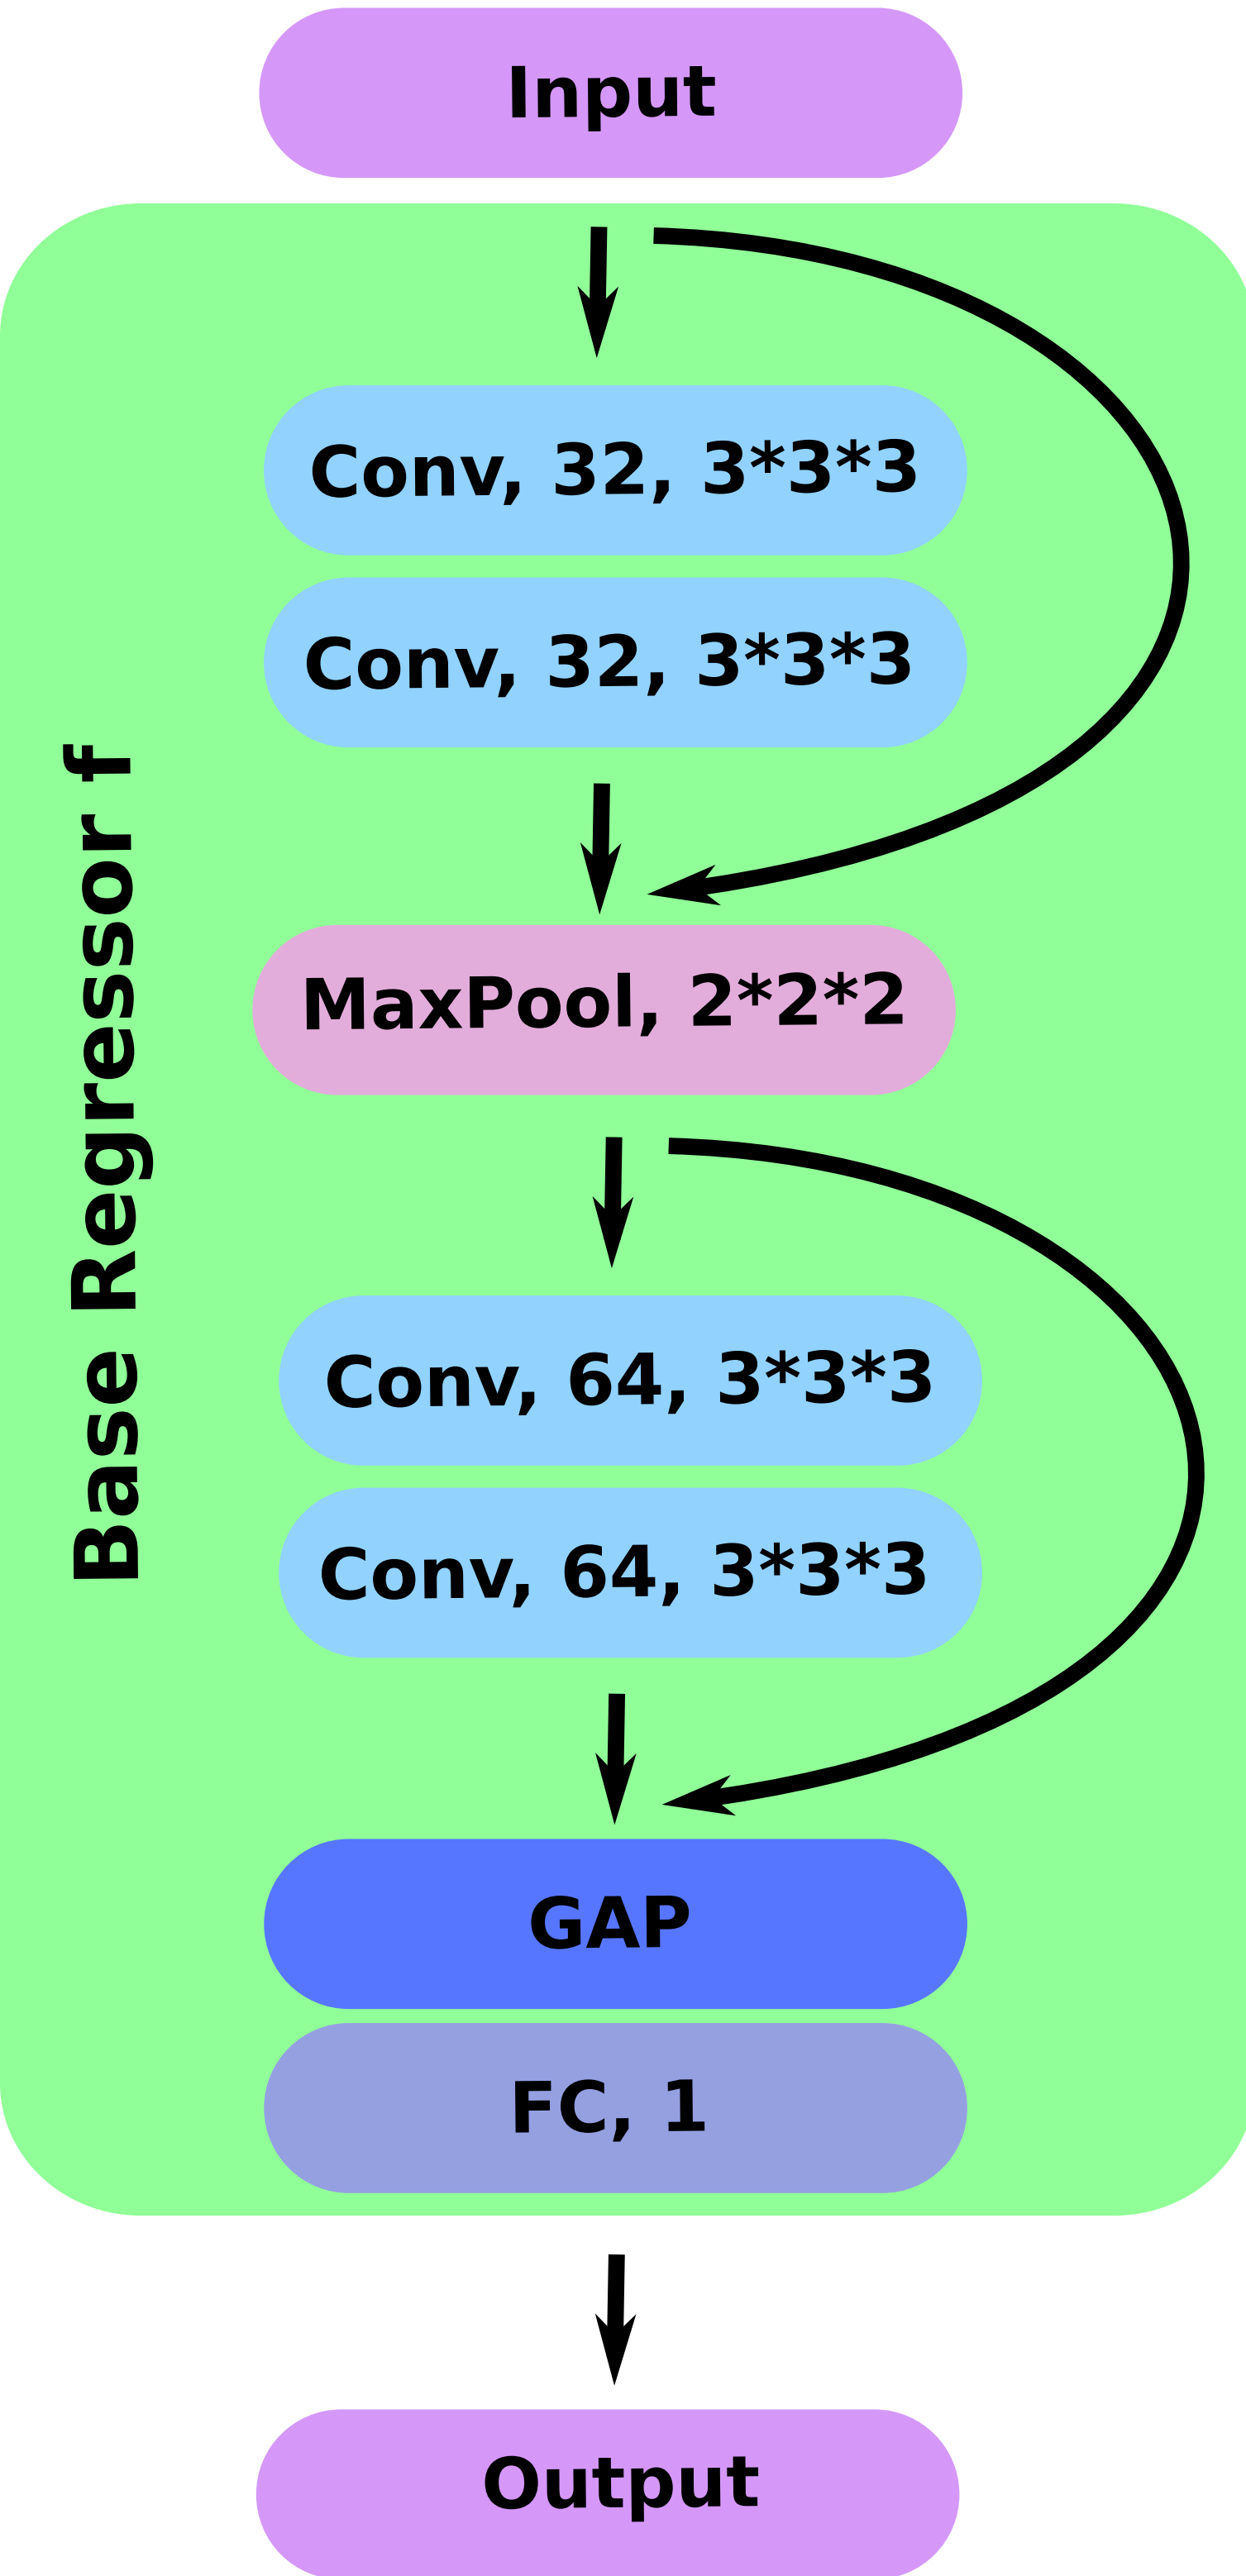 Input
Conv, 32, 3*3*3
Conv, 32, 3*3*3
MaxPool, 2*2*2
Base Regressor f
Conv, 64, 3*3*3
Conv, 64, 3*3*3
GAP
FC, 1
Output